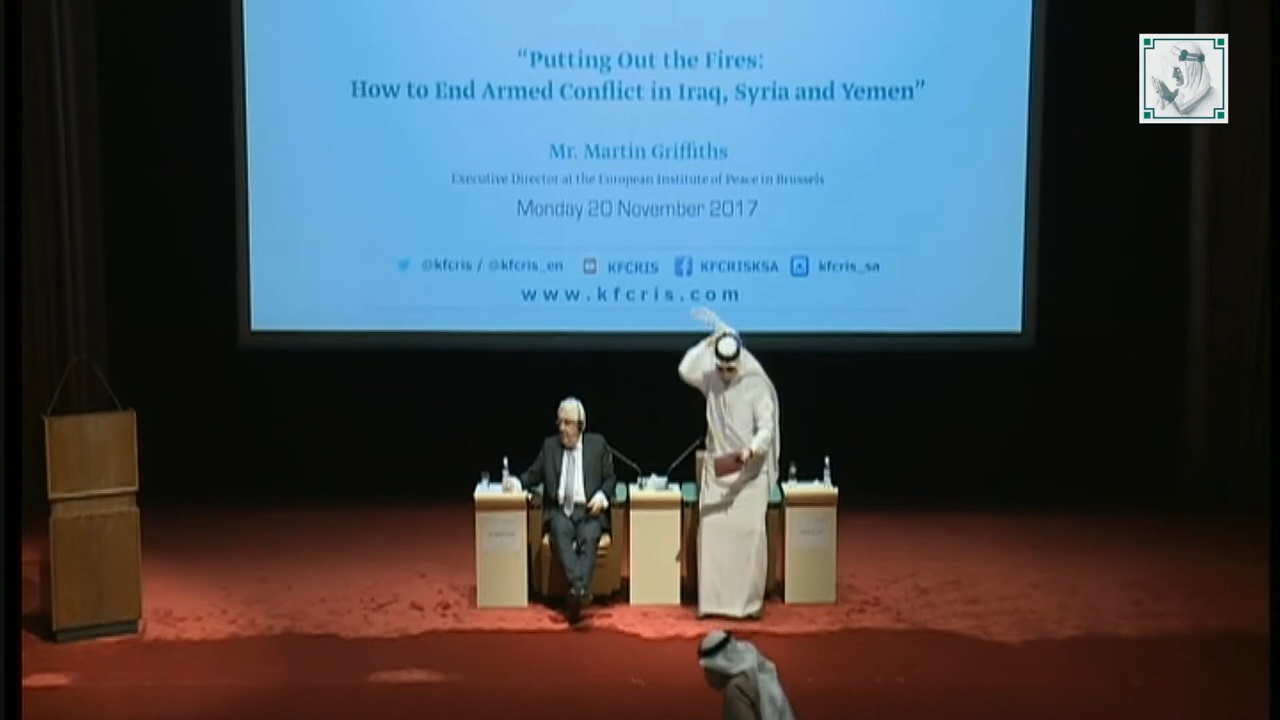 “Putting Out the Fires:
How to End Armed Conflict in Iraq, Syria and Yemen”
Mr. Martin Griffiths
Executive Director at the European Institute of Peace in Brussels
Monday 20 November 2017
@kfcris / @kfcris_en KFCRIS KFCRISKSA kfcris_sa
www.kfcris.com